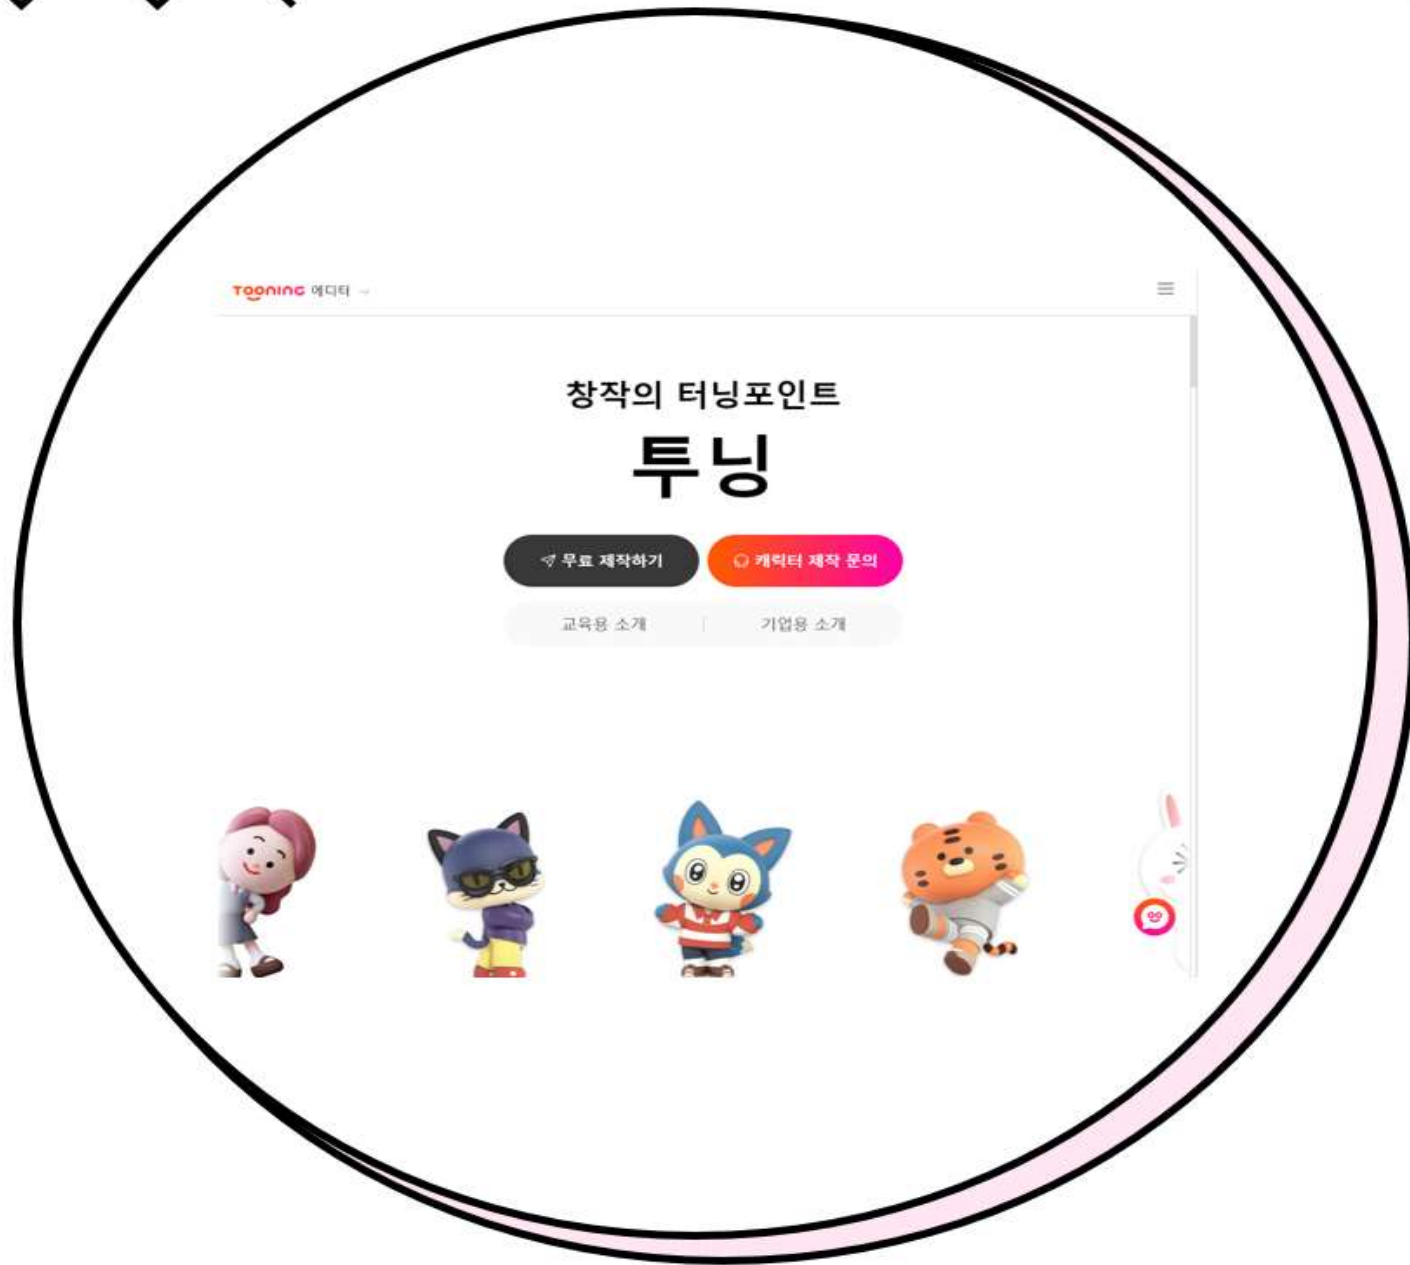 TOONING 에디터
창작의 터닝포인트
투닝
무료 제작하기
캐릭터 제작 문의
교육용 소개
기업용 소개